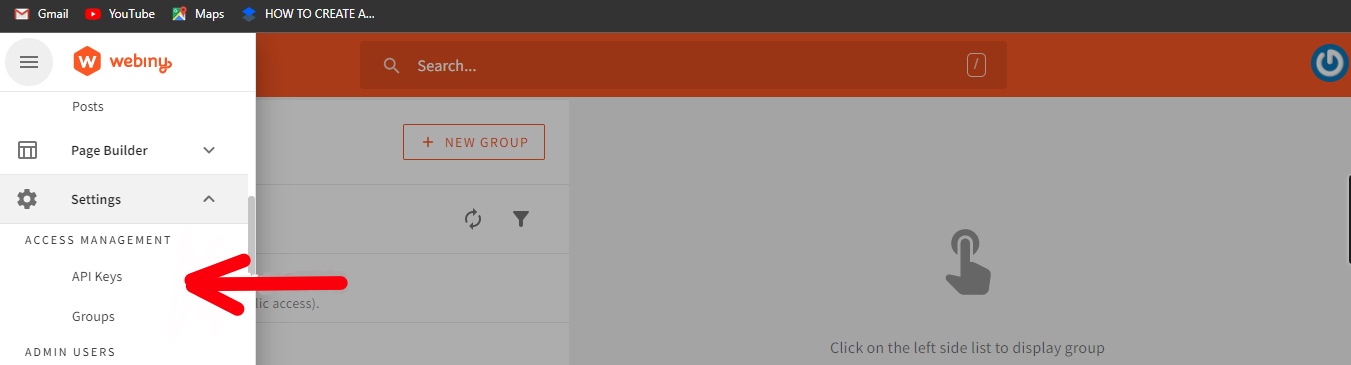 Gmail YouTube Maps HOW TO CREATE A...
webiny
Search... /
Posts
Page Builder
NEW GROUP
Settings
ACCESS MANAGEMENT
API Keys
access).
Groups
Click on the left side list to display group
ADMIN USERS